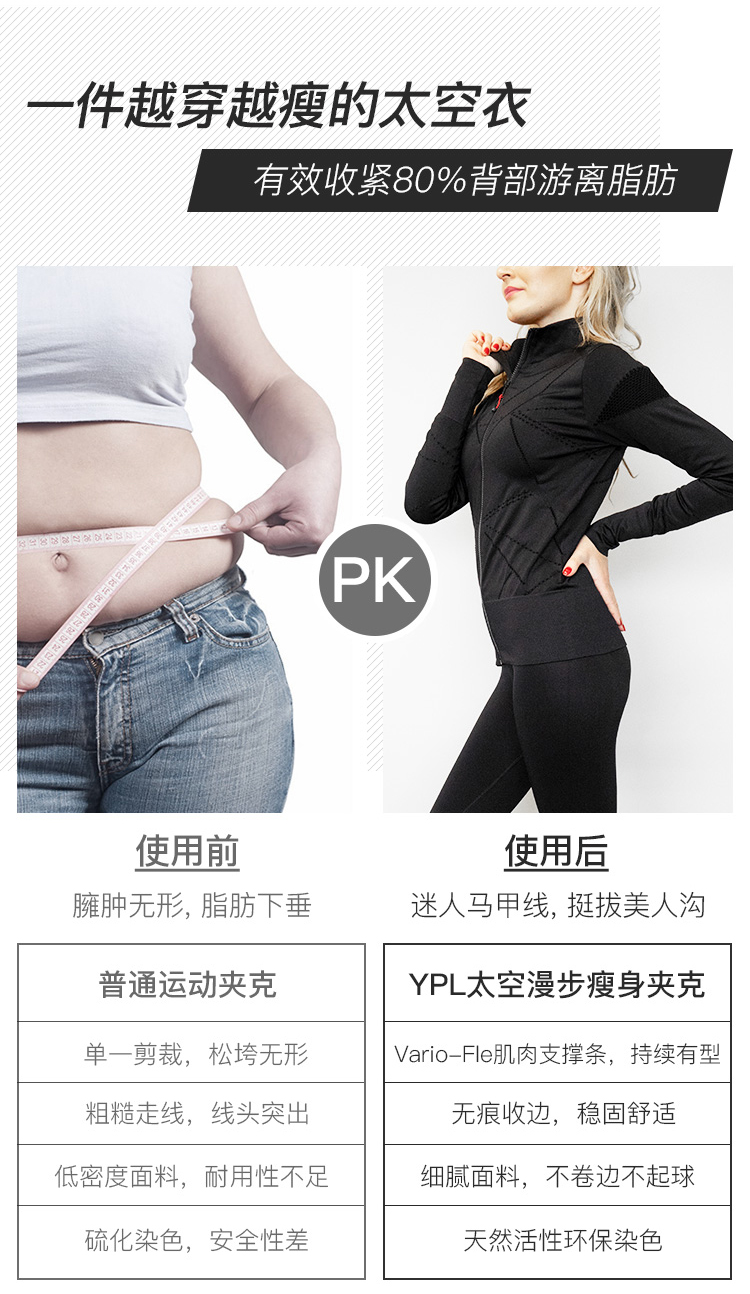 一件越穿越瘦的太空衣
有效收紧80%背部游离脂肪
PK
使用前
使用后
臃肿无形, 脂肪下垂
迷人马甲线, 挺拔美人沟
普通运动夹克
YPL太空漫步瘦身夹克
单一剪裁，松垮无形
Vario-Fle肌肉支撑条，持续有型
粗糙走线，线头突出
无痕收边，稳固舒适
低密度面料，耐用性不足
细腻面料，不卷边不起球
硫化染色，安全性差
天然活性环保染色